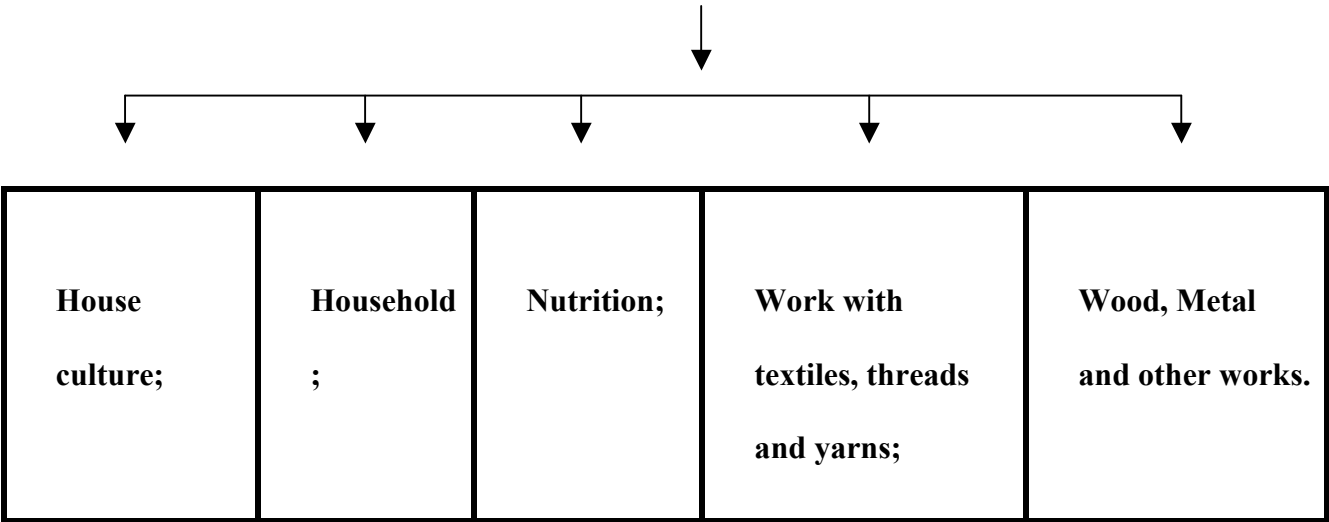 House
culture;
Household
;
Nutrition;
Work with
textiles, threads
and yarns;
Wood, Metal
and other works.